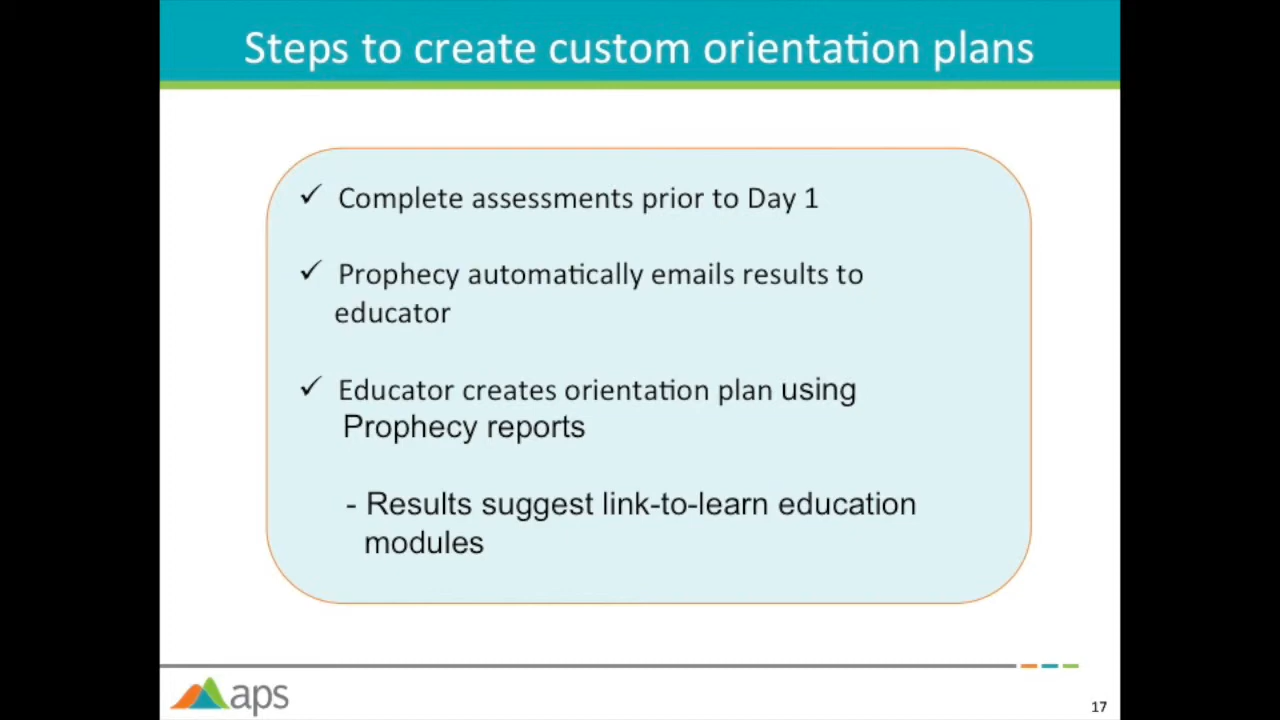 Steps to create custom orientation plans
✓ Complete assessments prior to Day 1
✓ Prophecy automatically emails results to
educator
✓ Educator creates orientation plan using
Prophecy reports
- Results suggest link-to-learn education
modules
aps
17